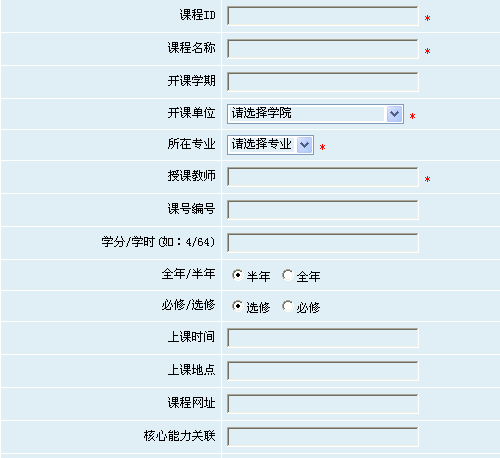 课程ID *
课程名称 *
开课学期
开课单位 请选择学院 *
所在专业 请选择专业 *
授课教师 *
课号编号
学分/学时(如：4/64)
全年/半年 半年 全年
必修/选修 选修 必修
上课时间
上课地点
课程网址
核心能力关联